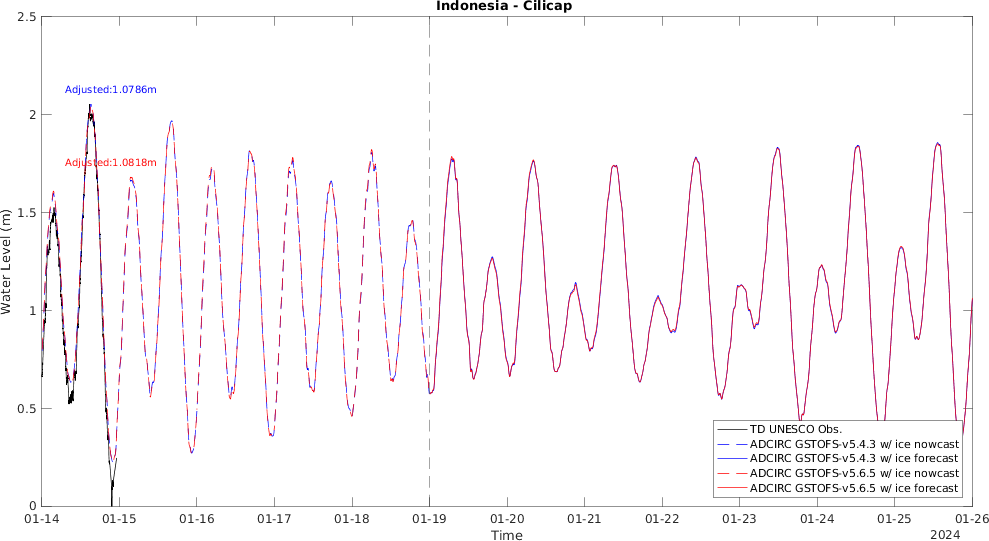 Indonesia - Cilicap
2.5
2
1.5
1
0.5
0
Water Level (m)
Adjusted:1.0786m
Adjusted:1.0818m
TD UNESCO Obs.
ADCIRC GSTOFS-v5.4.3 w/ ice nowcast
ADCIRC GSTOFS-v5.4.3 w/ ice forecast
ADCIRC GSTOFS-v5.6.5 w/ ice nowcast
ADCIRC GSTOFS-v5.6.5 w/ ice forecast
01-14 01-15 01-16 01-17 01-18 01-19 01-20 01-21 01-22 01-23 01-24 01-25 01-26
Time
2024